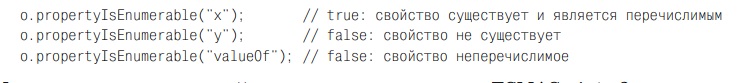 o.propertyIsEnumerable("x"); // true: свойство существует и является перечислимым
o.propertyIsEnumerable("y"); // false: свойство не существует
o.propertyIsEnumerable("valueOf"); // false: свойство неперечислимое